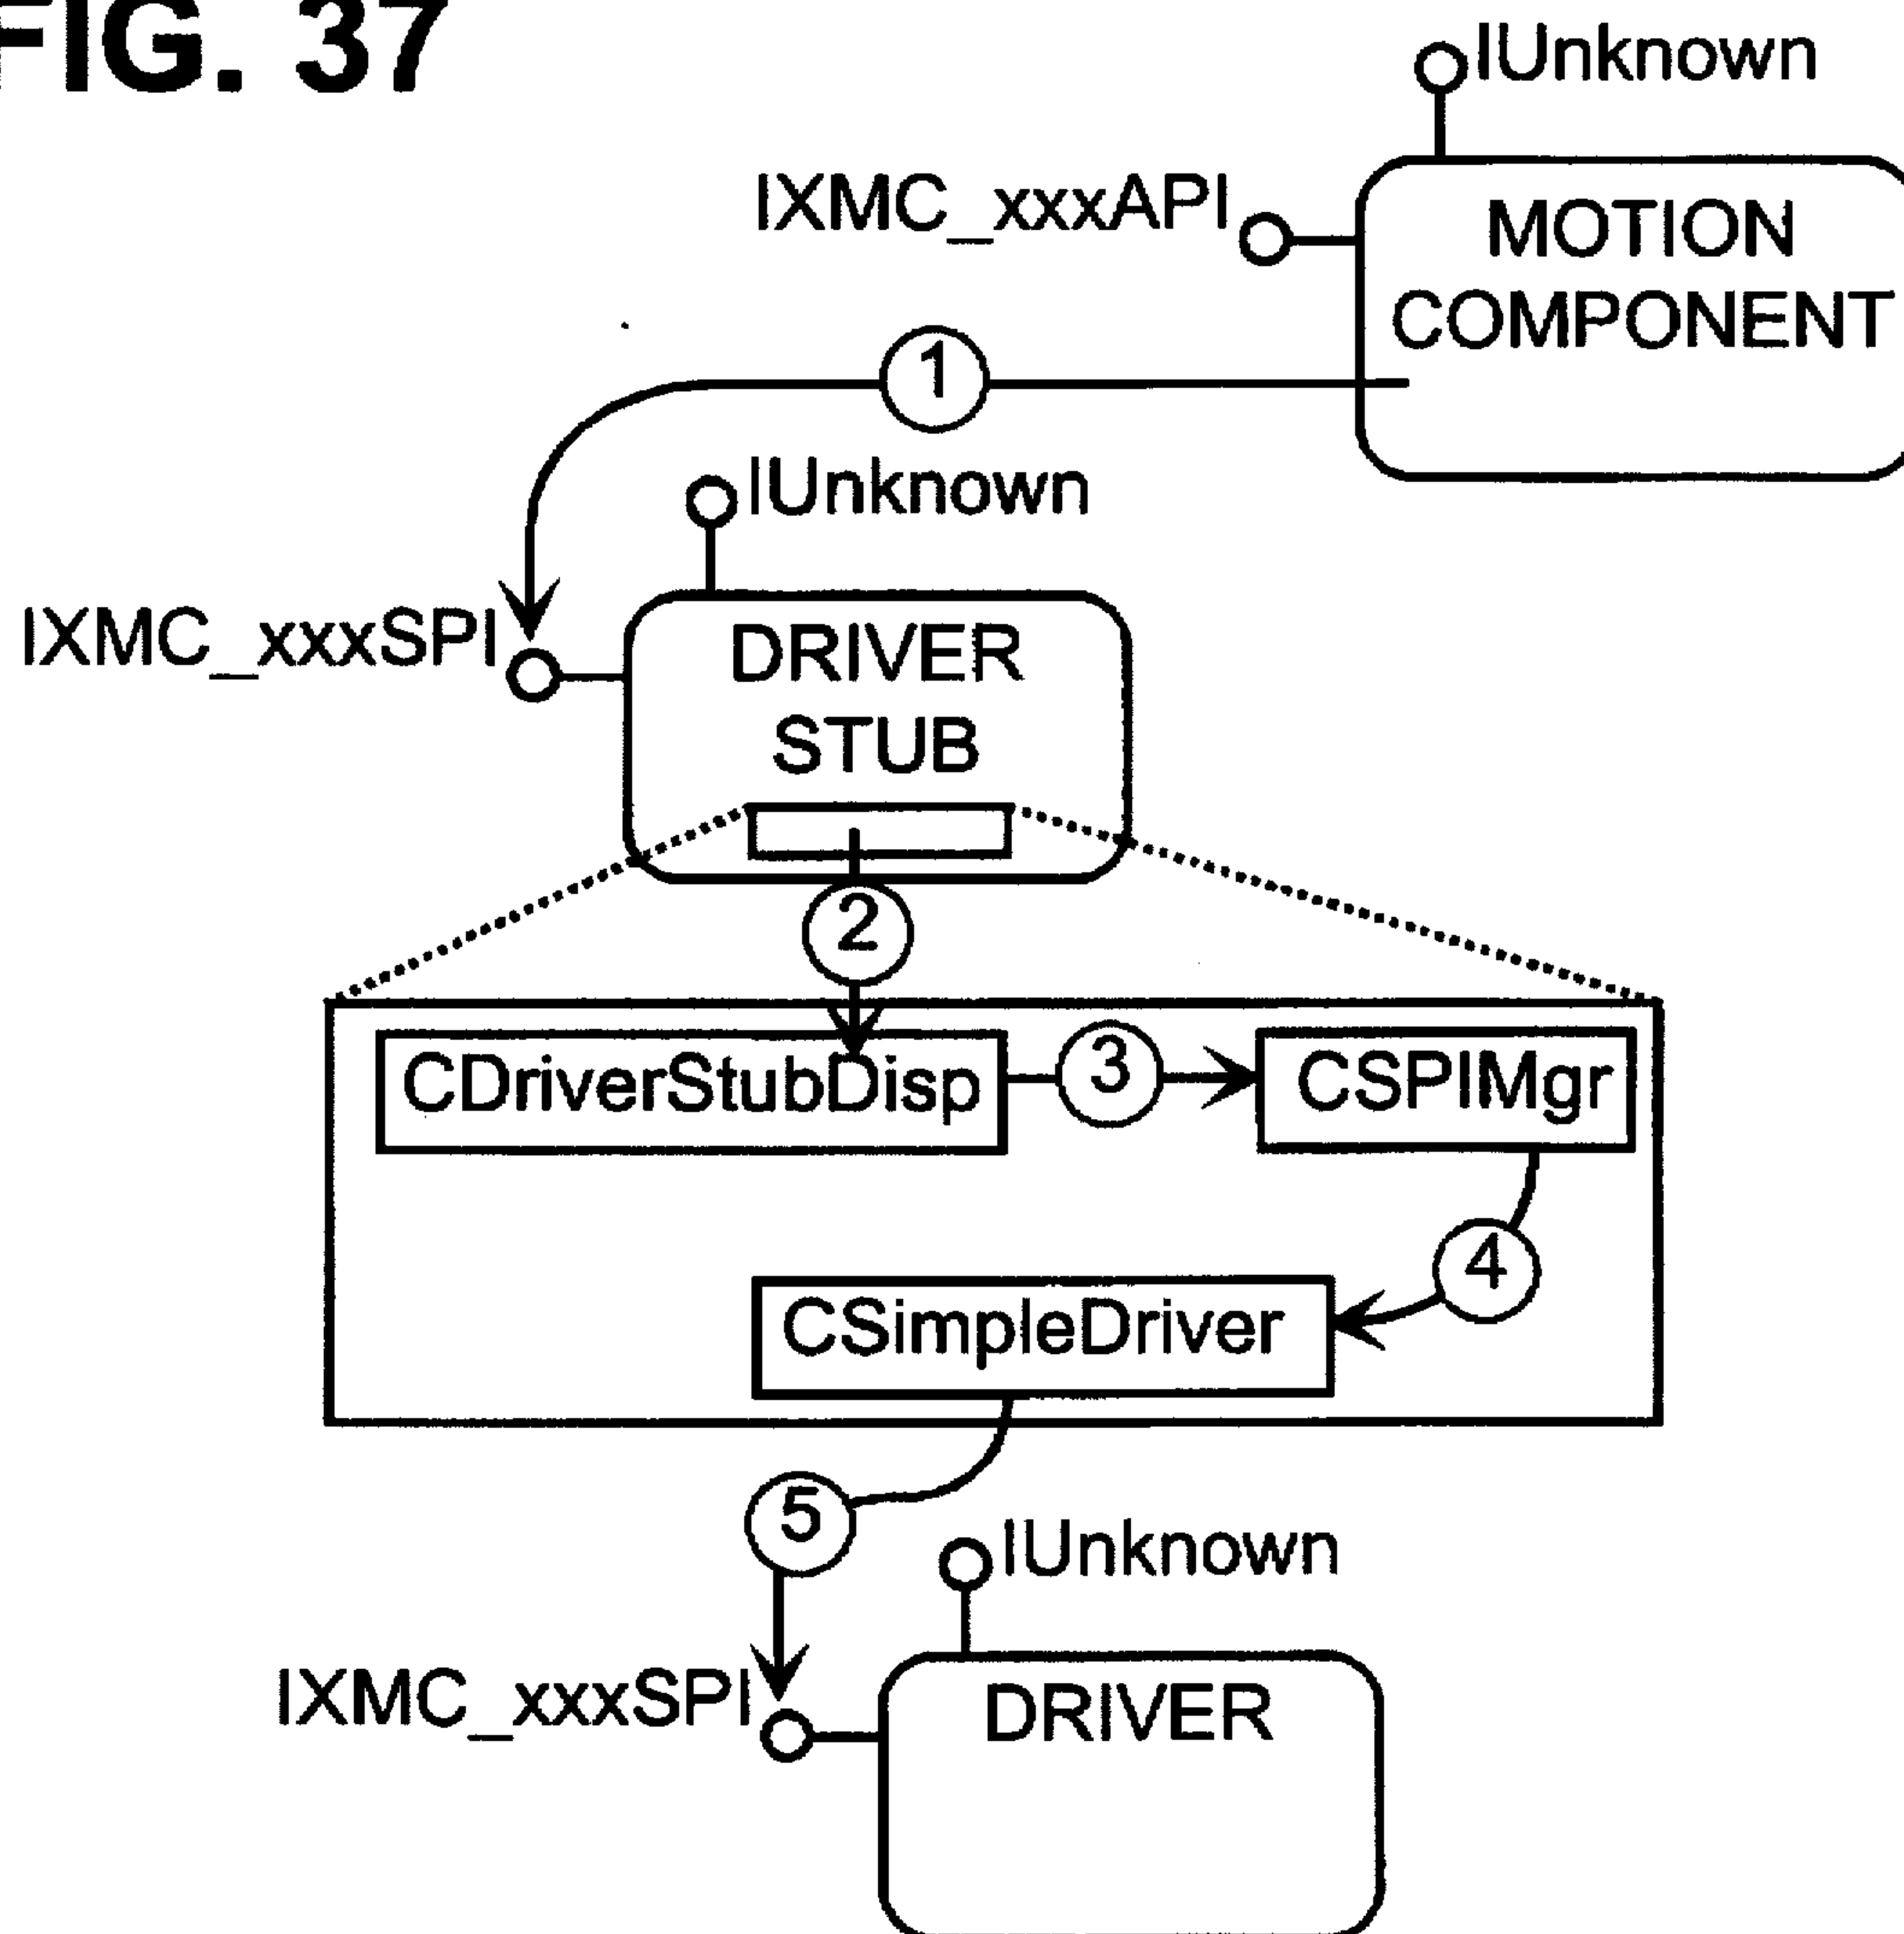 FIG. 37
IUnknown
IXMC_xxxAPI
MOTION
COMPONENT
1
IUnknown
IXMC_xxxSPI
DRIVER
STUB
2
CDriverStubDisp
3
CSPIMgr
4
CSimpleDriver
5
IUnknown
IXMC_xxxSPI
DRIVER